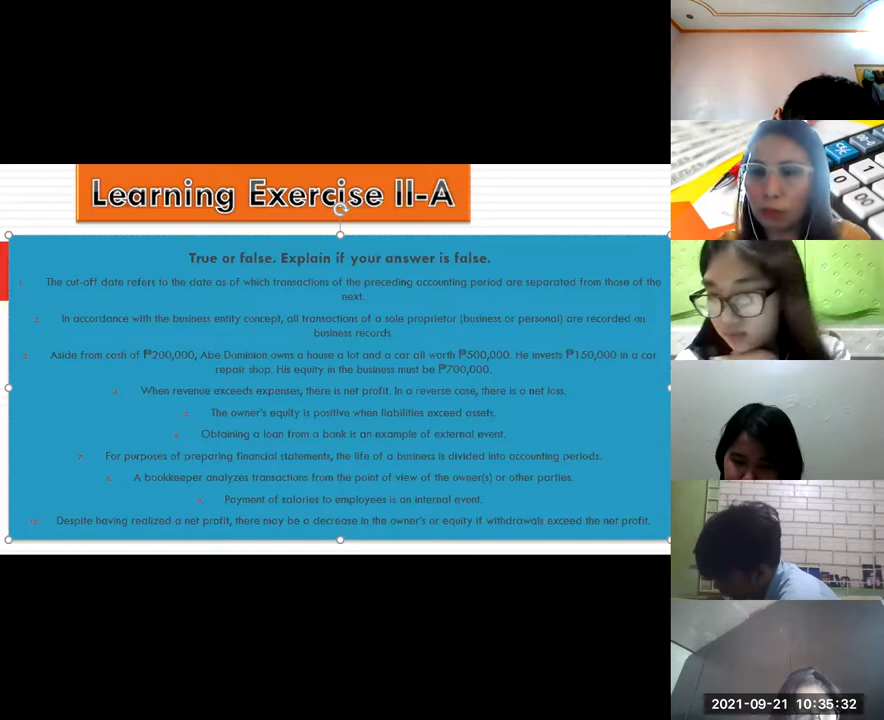 Learning Exercise II-A
True or false. Explain if your answer is false.
1. The cut-off date refers to the date as of which transactions of the preceding accounting period are separated from those of the
next.
2. In accordance with the business entity concept, all transactions of a sole proprietor (business or personal) are recorded on
business records.
3. Aside from cash of ₱200,000, Abe Dominion owns a house a lot and a car all worth ₱500,000. He invests ₱150,000 in a car
repair shop. His equity in the business must be ₱700,000.
4. When revenue exceeds expenses, there is net profit. In a reverse case, there is a net loss.
5. The owner's equity is positive when liabilities exceed assets.
6. Obtaining a loan from a bank is an example of external event.
7. For purposes of preparing financial statements, the life of a business is divided into accounting periods.
8. A bookkeeper analyzes transactions from the point of view of the owner(s) or other parties.
9. Payment of salaries to employees is an internal event.
10. Despite having realized a net profit, there may be a decrease in the owner's or equity if withdrawals exceed the net profit.
2021-09-21 10:35:32